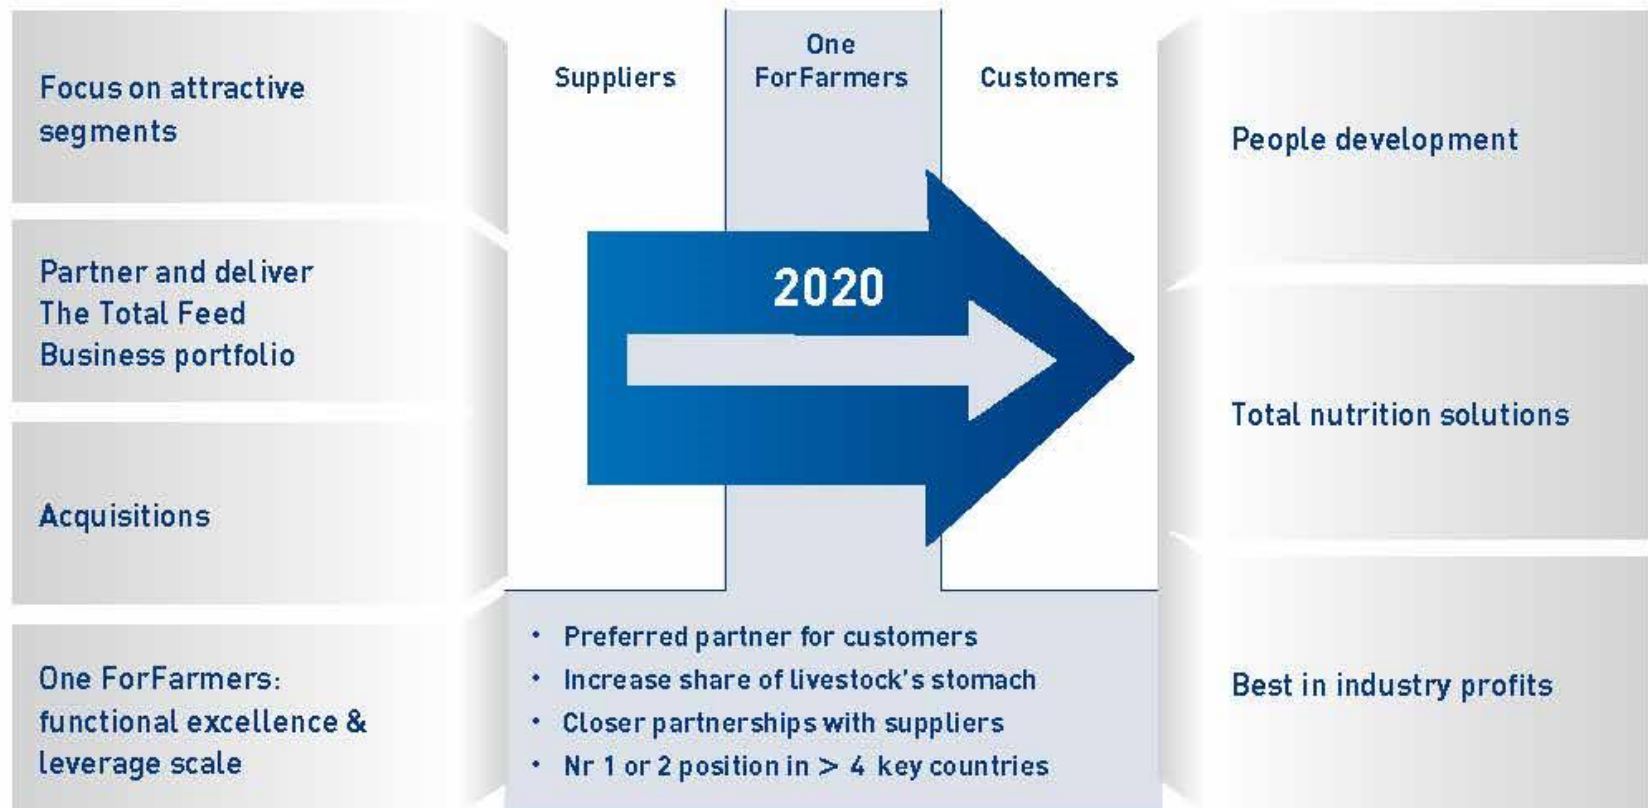 Focus on attractive
segments
Partner and deliver
The Total Feed
Business portfolio
Acquisitions
One ForFarmers:
functional excellence &
leverage scale
Suppliers
One
ForFarmers
Customers
2020
• Preferred partner for customers
• Increase share of livestock's stomach
• Closer partnerships with suppliers
• Nr 1 or 2 position in > 4 key countries
People development
Total nutrition solutions
Best in industry profits